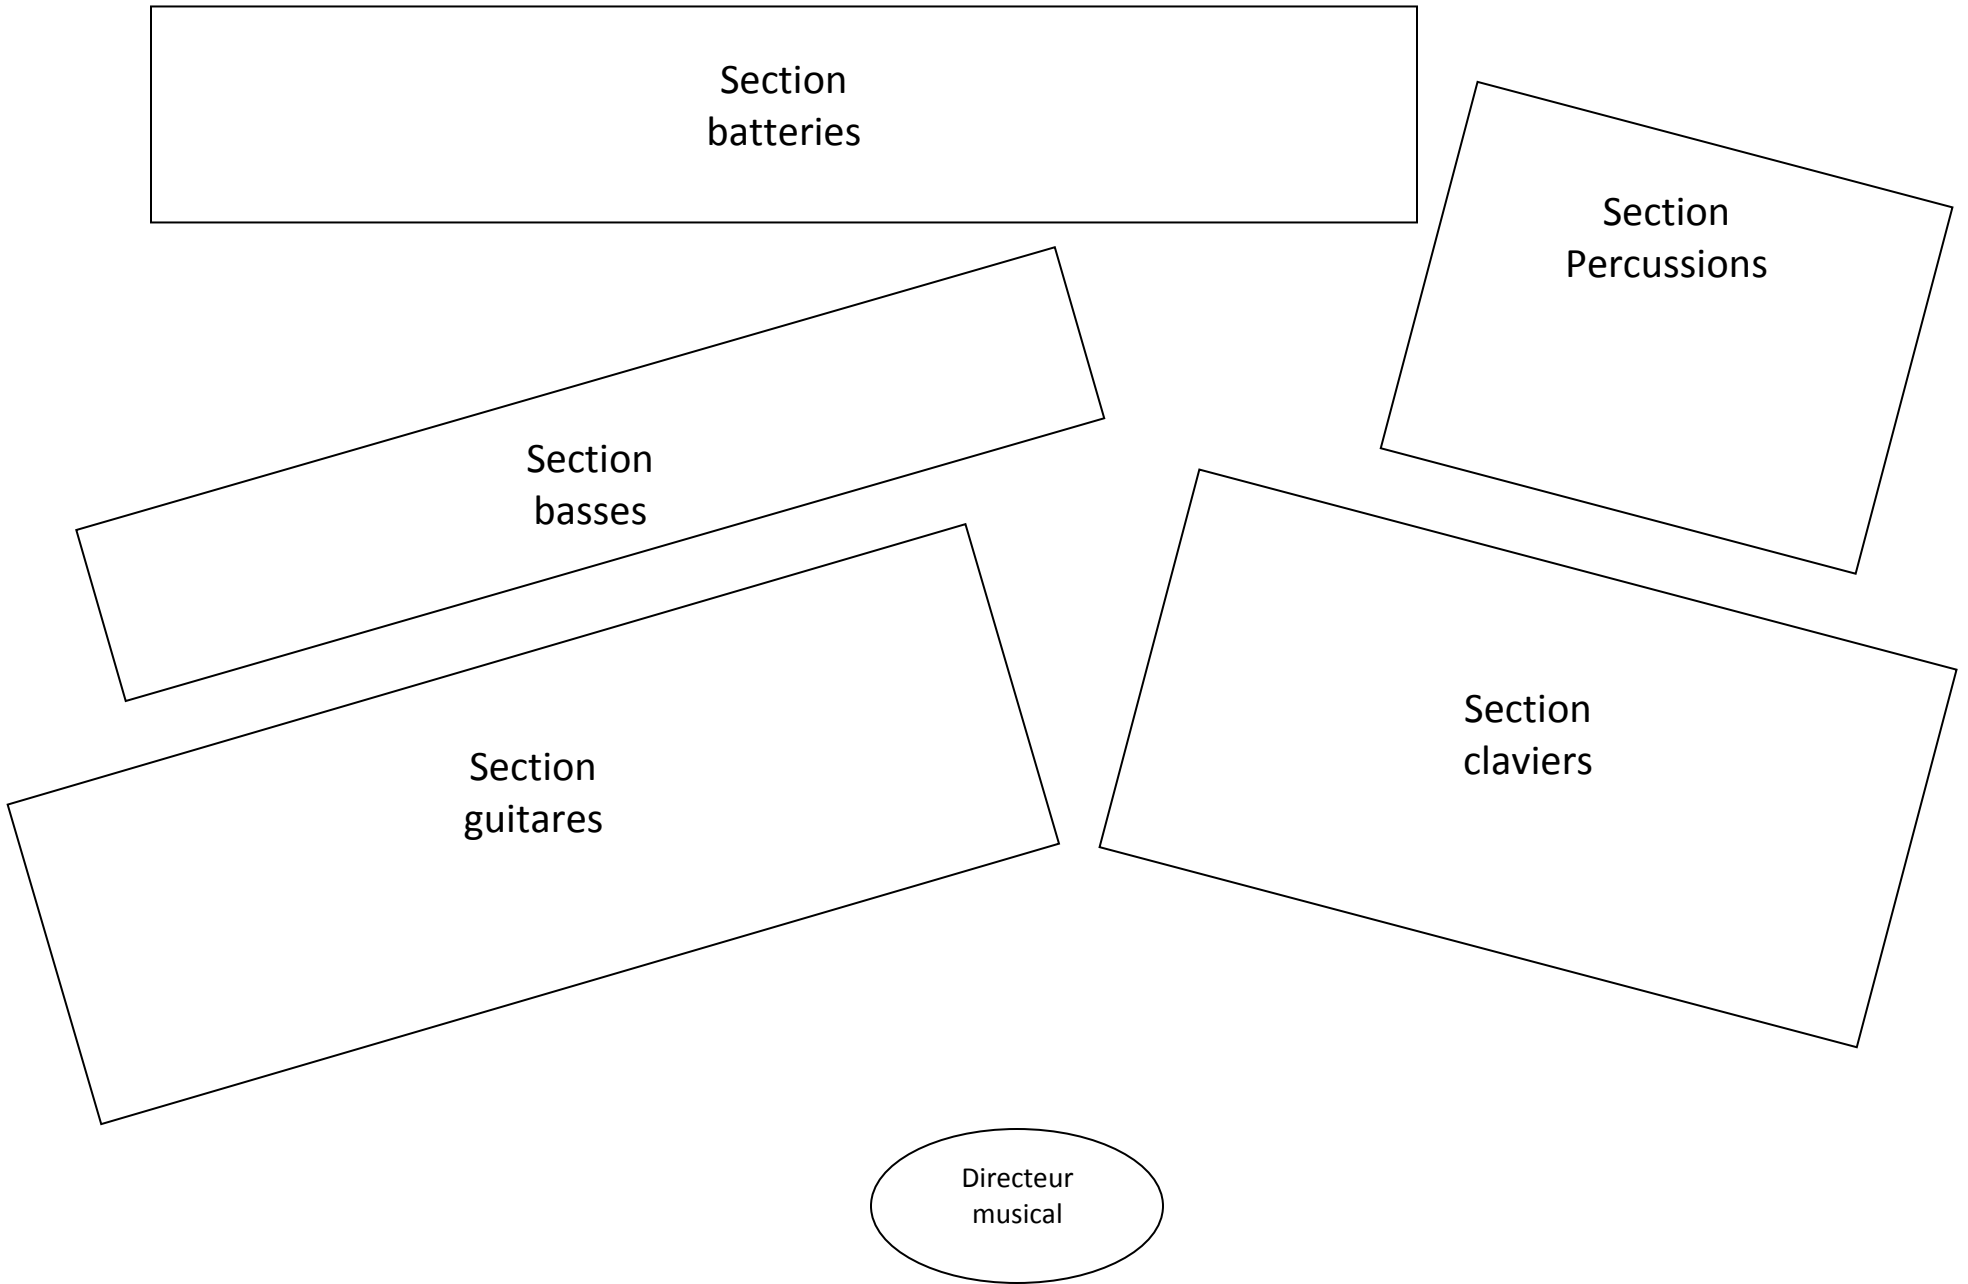 Section
batteries
Section
Percussions
Section
basses
Section
guitares
Section
claviers
Directeur
musical